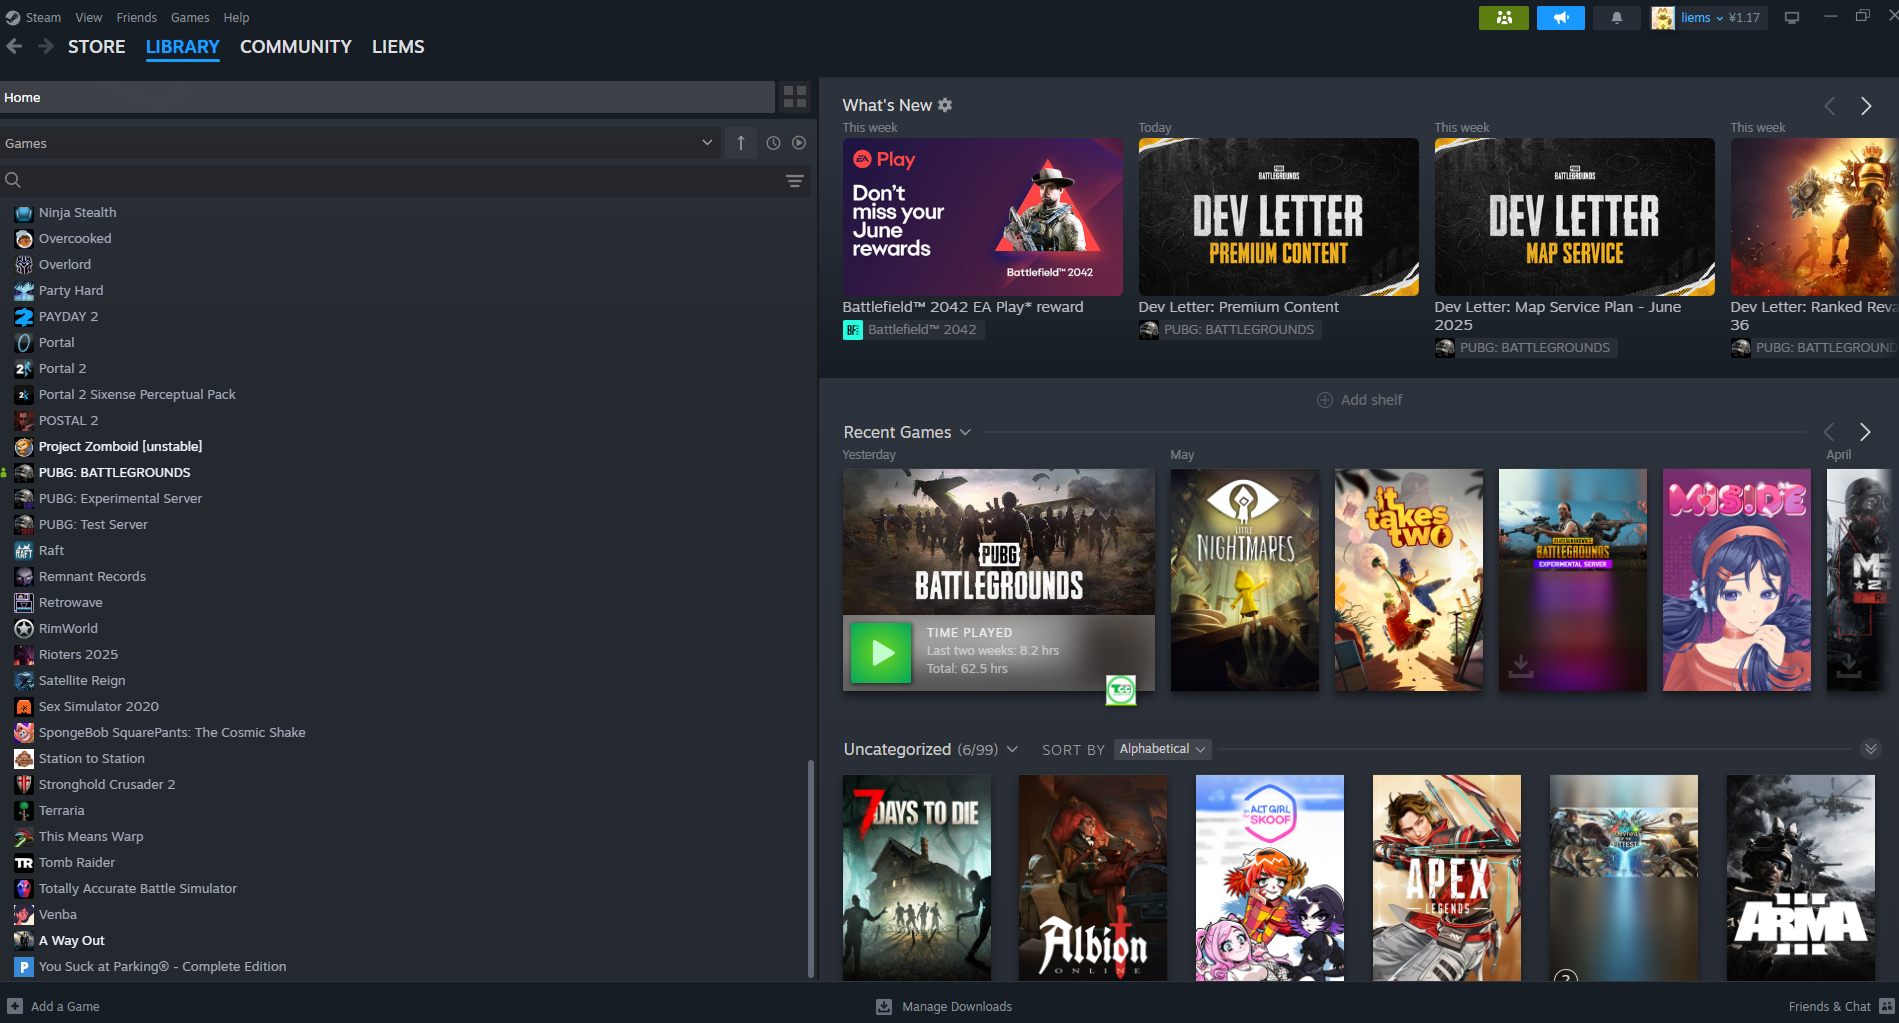 Steam View Friends Games Help
liems ¥1.17
STORE LIBRARY COMMUNITY LIEMS
Home
Games
Ninja Stealth
Overcooked
Overlord
Party Hard
PAYDAY 2
Portal
Portal 2
Portal 2 Sixense Perceptual Pack
POSTAL 2
Project Zomboid [unstable]
PUBG: BATTLEGROUNDS
PUBG: Experimental Server
PUBG: Test Server
Raft
Remnant Records
Retrowave
RimWorld
Rioters 2025
Satellite Reign
Sex Simulator 2020
SpongeBob SquarePants: The Cosmic Shake
Station to Station
Stronghold Crusader 2
Terraria
This Means Warp
Tomb Raider
Totally Accurate Battle Simulator
Venba
A Way Out
You Suck at Parking® - Complete Edition
What's New
This week
EA Play
Don't
miss your
June
rewards
Battlefield™ 2042
Battlefield™ 2042 EA Play* reward
BF
Battlefield™ 2042
Today
PUBG
BATTLEGROUNDS
DEV LETTER
PREMIUM CONTENT
Dev Letter: Premium Content
PUBG: BATTLEGROUNDS
This week
PUBG
BATTLEGROUNDS
DEV LETTER
MAP SERVICE
Dev Letter: Map Service Plan - June
2025
PUBG: BATTLEGROUNDS
This week
Dev Letter: Ranked Reva
36
PUBG: BATTLEGROUND
Add shelf
Recent Games
Yesterday
PUBG
BATTLEGROUNDS
TIME PLAYED
Last two weeks: 8.2 hrs
Total: 62.5 hrs
May
LITTLE
NIGHTMARES
it
takes
two
BATTLEGROUNDS
EXPERIMENTAL SERVER
MISIDE
April
Uncategorized (6/99) SORT BY Alphabetical
7 DAYS TO DIE
Albion
ONLINE
ALT GIRL
SKOOF
APEX
LEGENDS
SURVIVAL
OF THE
FITTEST
ARMA
III
Add a Game
Manage Downloads
Friends & Chat